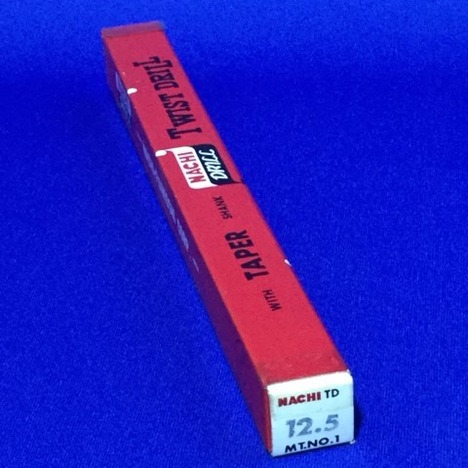 TWIST DRILL
NACHI
DRILL
WITH TAPER SHANK
NACHI TD
12.5
MT.NO.1